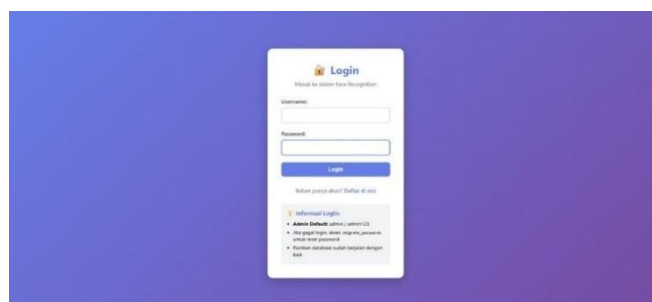 Login
Masuk ke sistem Face Recognition
Username:
Password:
Login
Belum punya akun? Daftar di sini
Informasi Login:
Admin Default: admin / admin123
Jika gagal login, akses migrate_passwords
untuk reset password
Pastikan database sudah berjalan dengan
baik